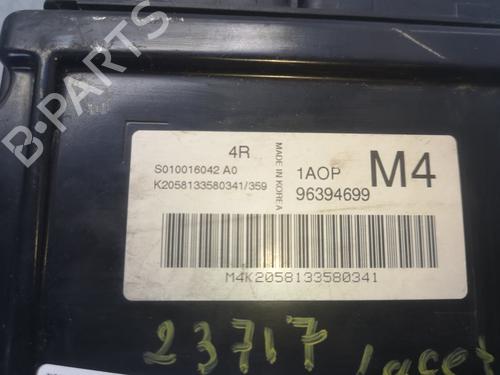 B-PARTS
4R
S010016042 A0
K2058133580341/359
MADE IN KOREA
1AOP
96394699
M4
M4K2058133580341
23717